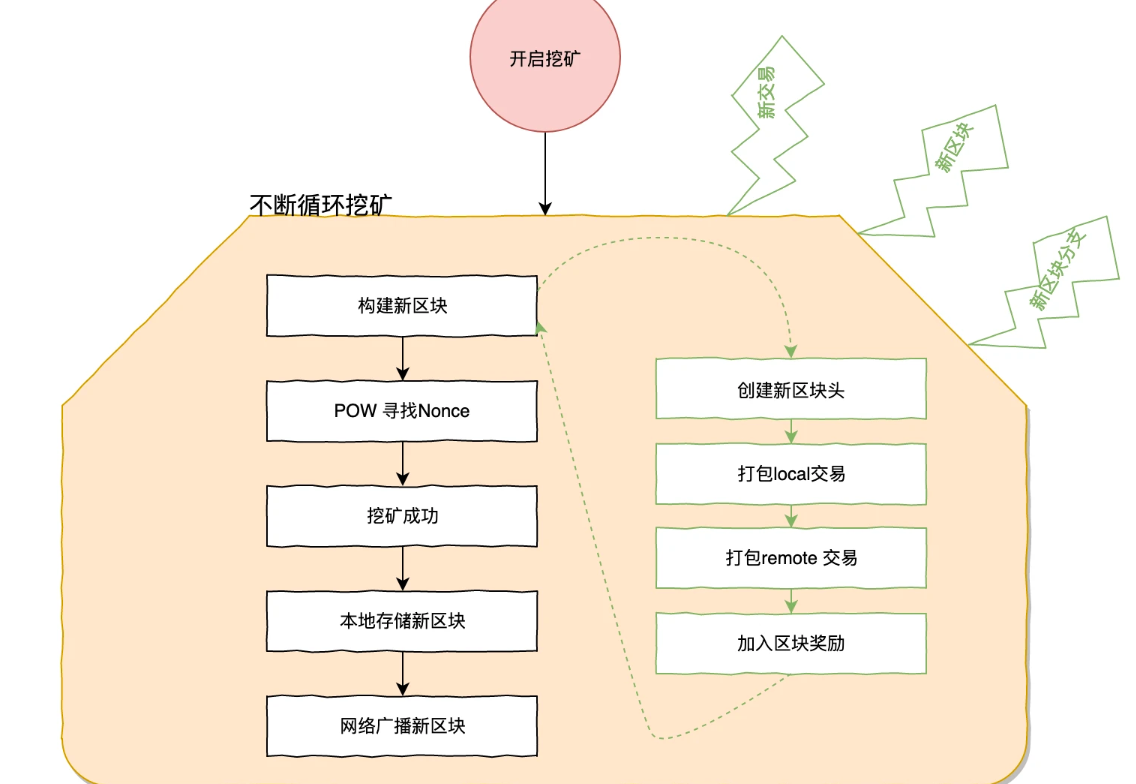 开启挖矿
新交易
新区块
新区块分支
不断循环挖矿
构建新区块
POW 寻找Nonce
挖矿成功
本地存储新区块
网络广播新区块
创建新区块头
打包local交易
打包remote 交易
加入区块奖励